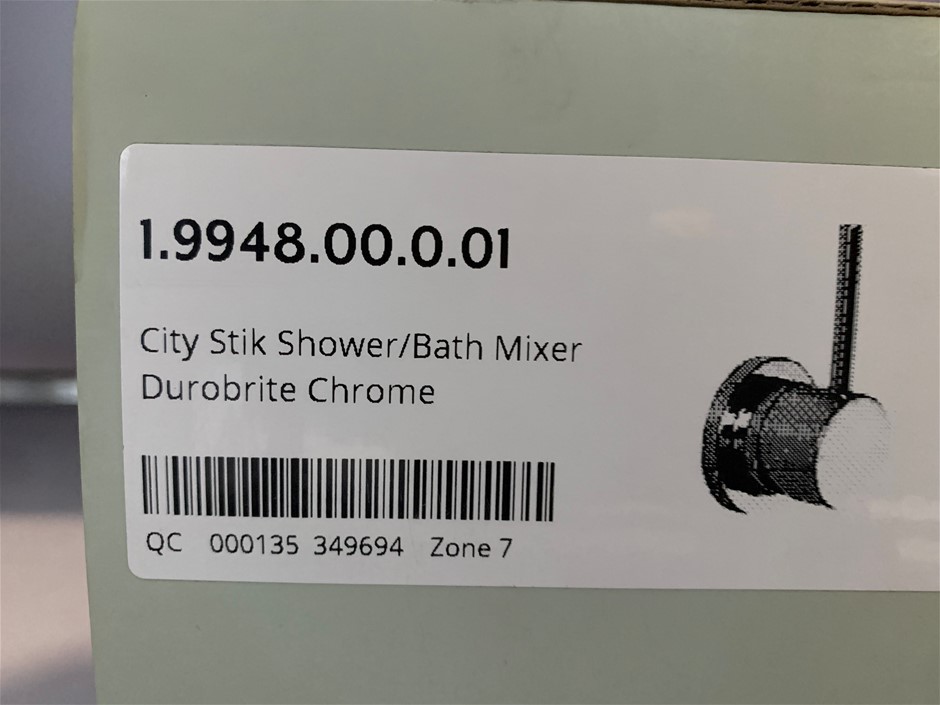 1.9948.00.0.01
City Stik Shower/Bath Mixer
Durobrite Chrome
QC 000135 349694 Zone 7